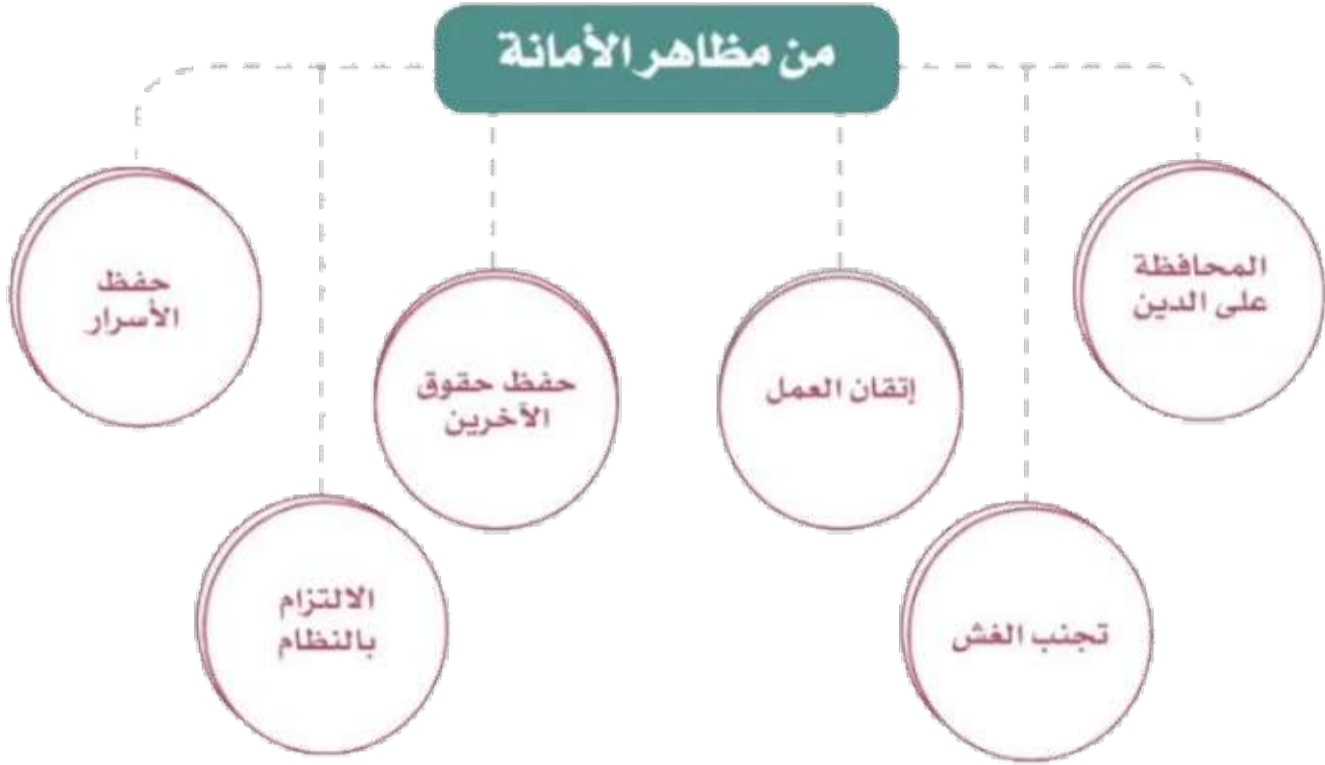 من مظاهر الأمانة
المحافظة
على الدين
تجنب الغش
إتقان العمل
حفظ حقوق
الآخرين
الالتزام
بالنظام
حفظ
الأسرار